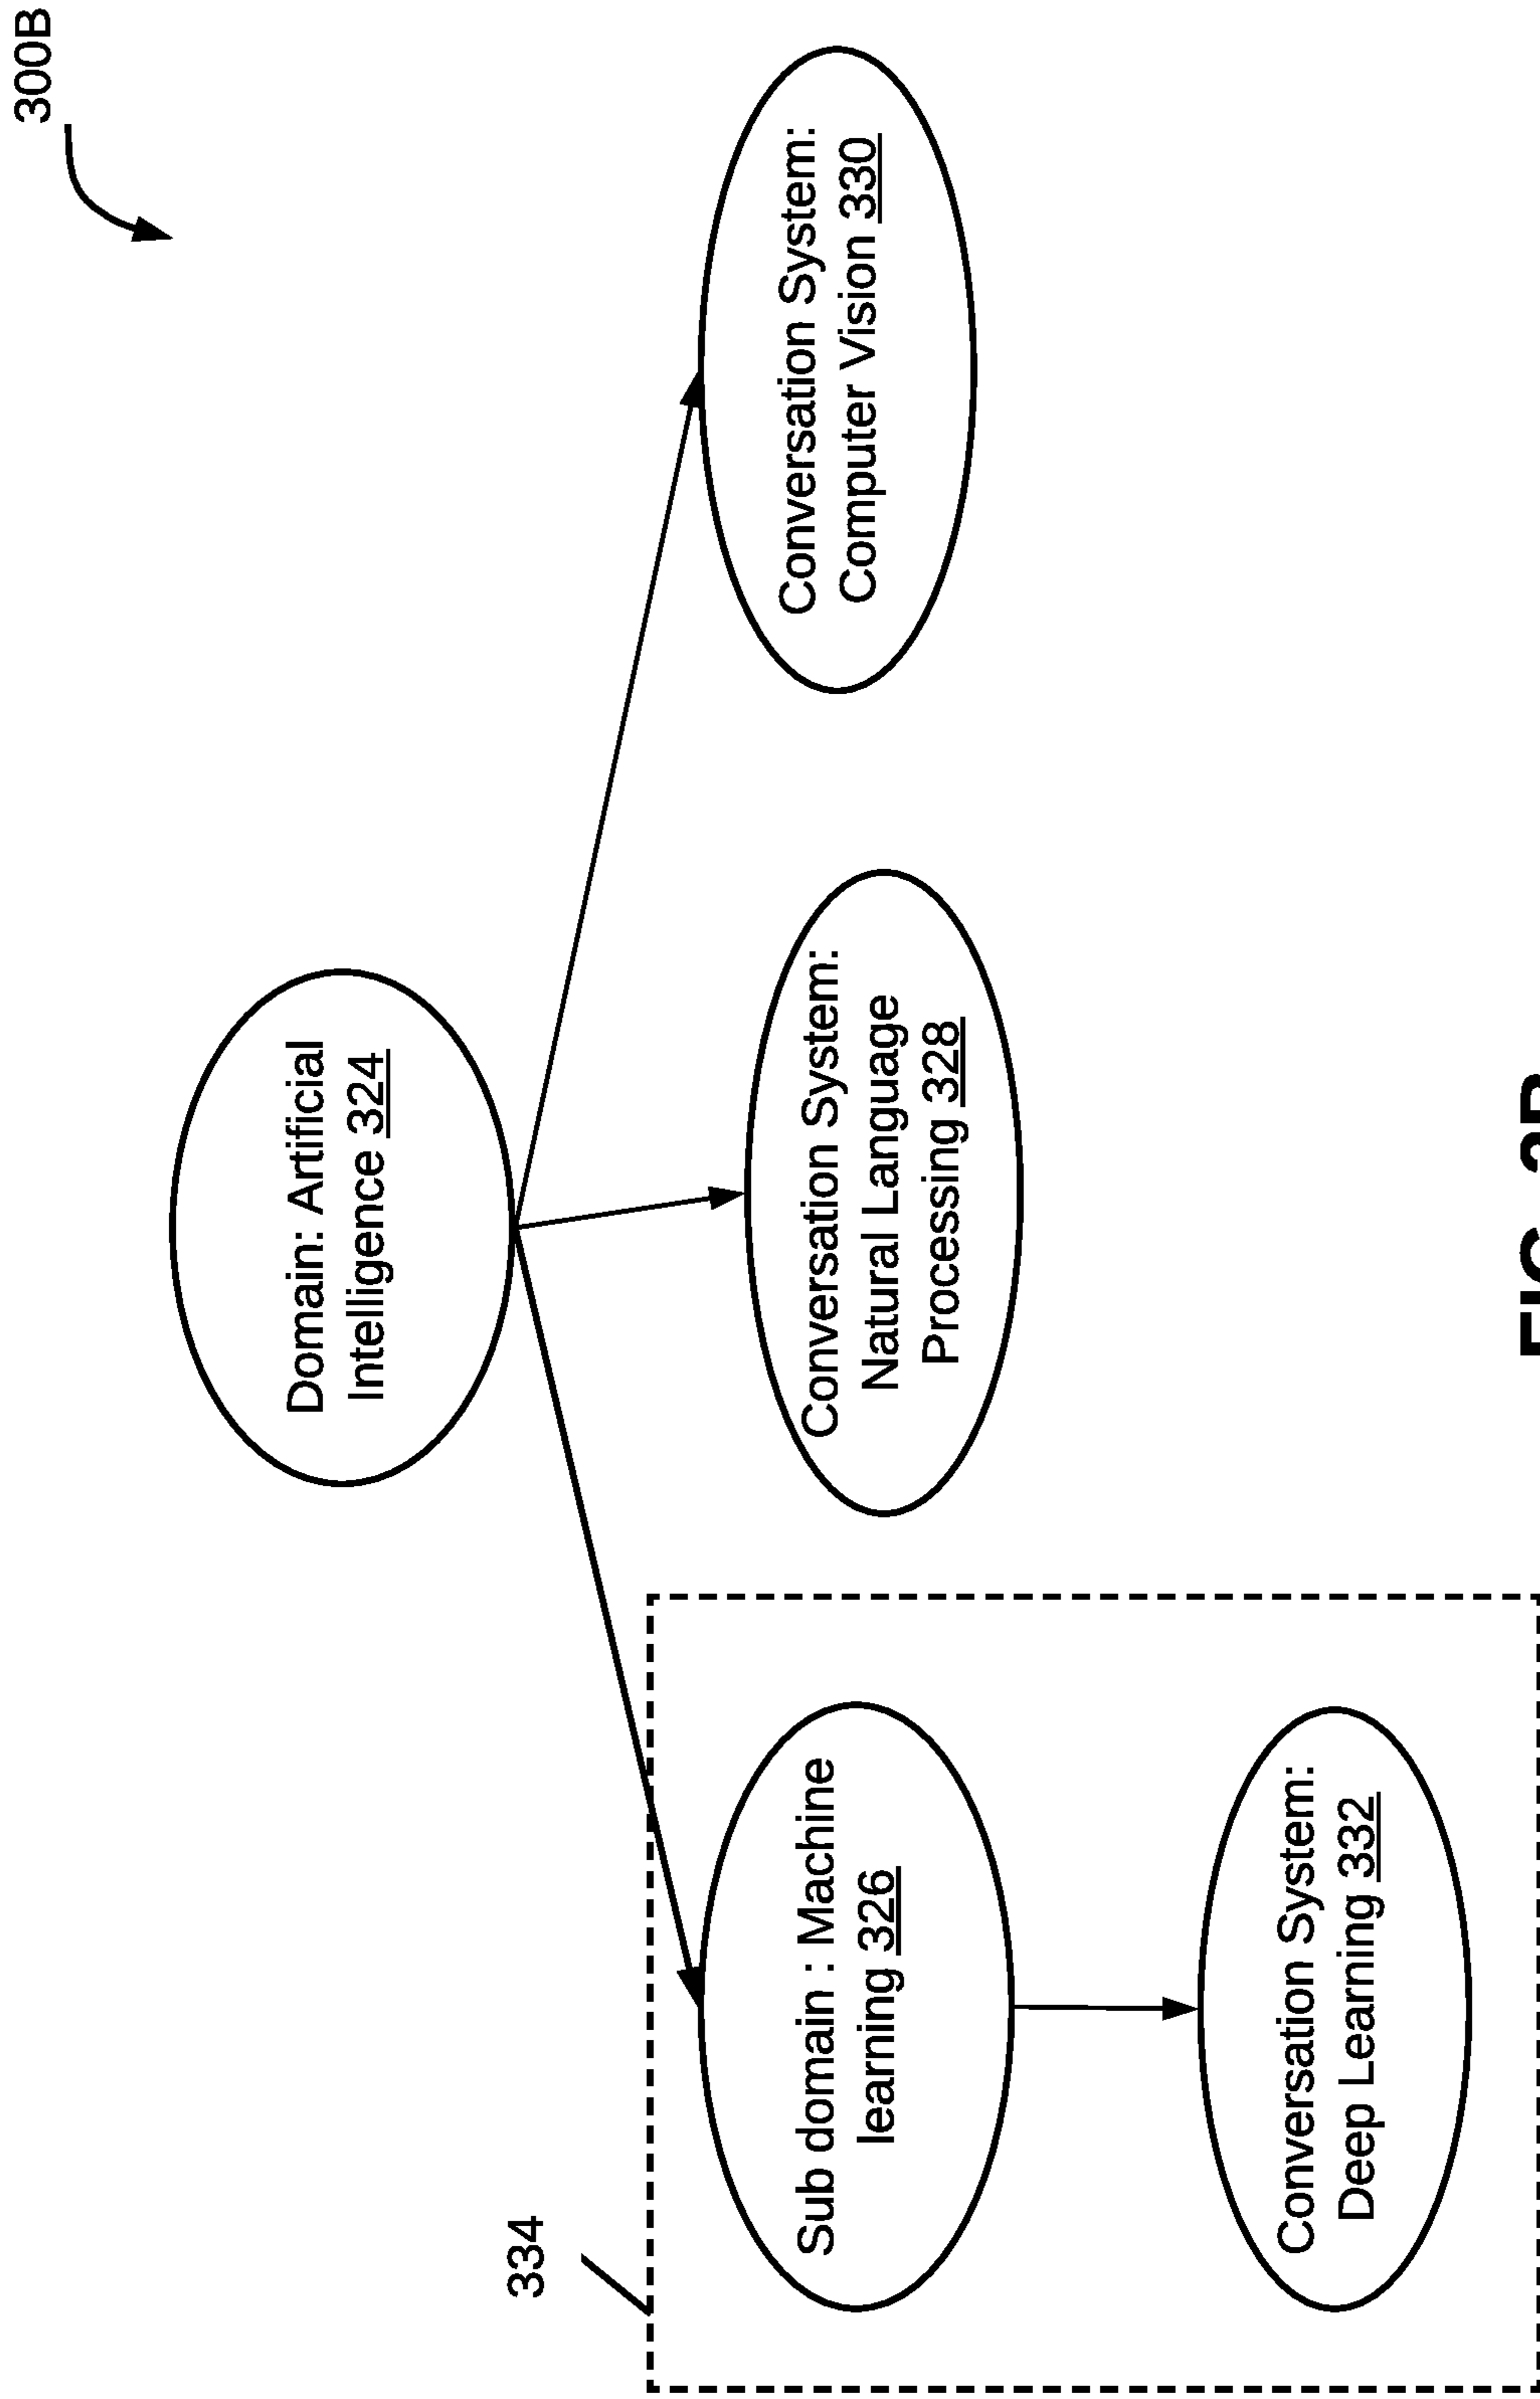 300B
Domain: Artificial
Intelligence 324
334
Sub domain : Machine
learning 326
Conversation System:
Natural Language
Processing 328
Conversation System:
Computer Vision 330
Conversation System:
Deep Learning 332